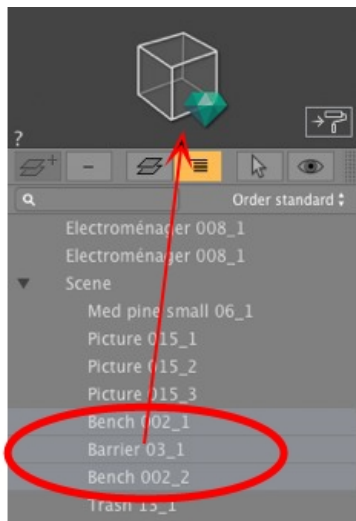 ?
Order standard
Electroménager 008_1
Electroménager 008_1
Scene
Med pine small 06_1
Picture 015_1
Picture 015_2
Picture 015_3
Bench 002_1
Barrier 03_1
Bench 002_2
Trash 13_1